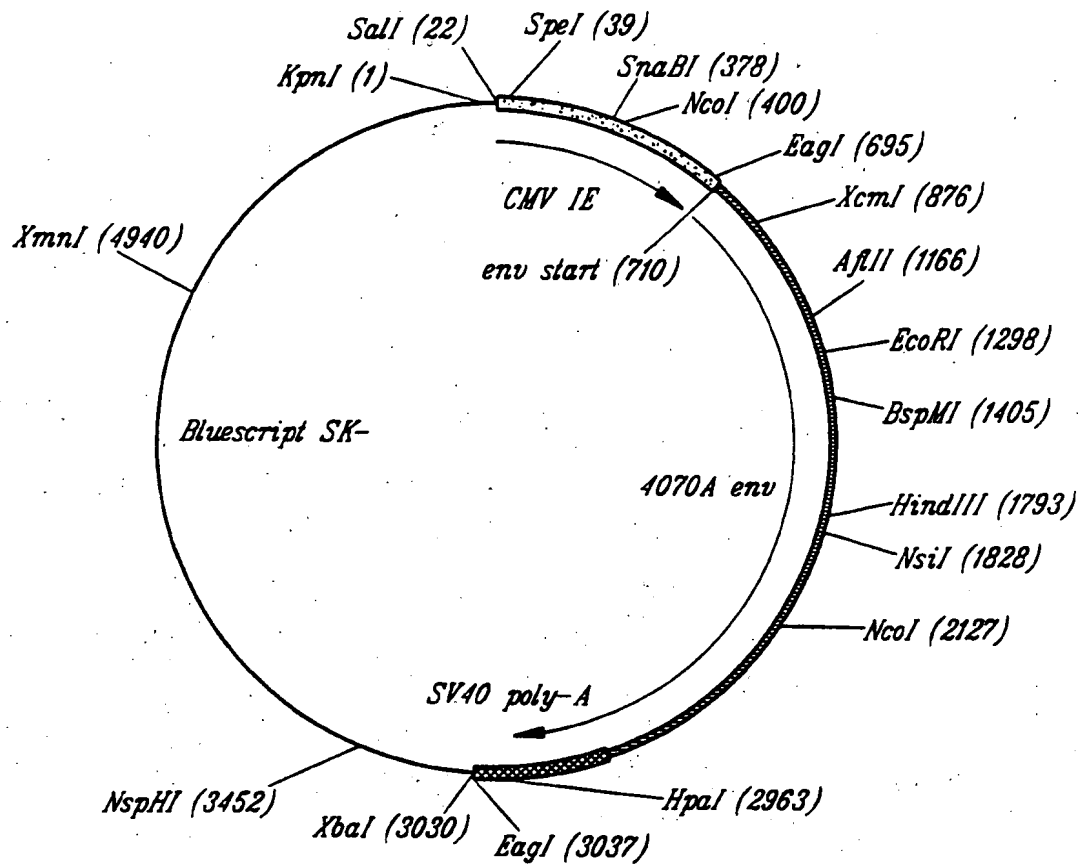 SalI (22)
SpeI (39)
KpnI (1)
SnaBI (378)
NcoI (400)
EagI (695)
XcmI (876)
CMV IE
XmnI (4940)
env start (710)
AflII (1166)
EcoRI (1298)
BspMI (1405)
Bluescript SK-
4070A env
HindIII (1793)
NsiI (1828)
NcoI (2127)
SV40 poly-A
NspHI (3452)
HpaI (2963)
XbaI (3030)
EagI (3037)